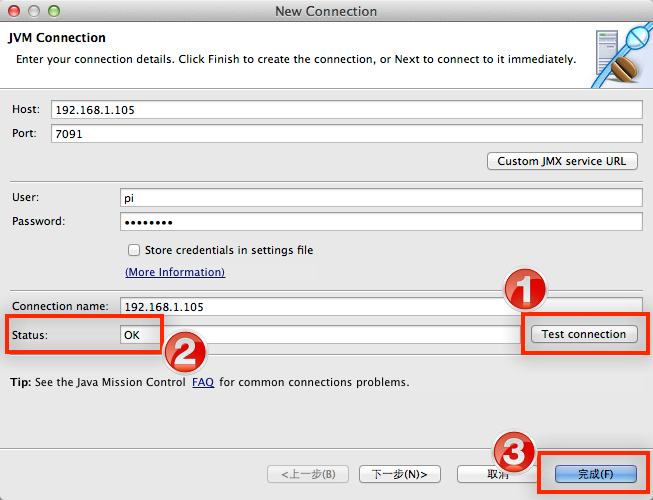 New Connection
JVM Connection
Enter your connection details. Click Finish to create the connection, or Next to connect to it immediately.
Host: 192.168.1.105
Port: 7091
Custom JMX service URL
User: pi
Password: ••••••••
Store credentials in settings file
(More Information)
1
Connection name: 192.168.1.105
Status: OK Test connection
2
Tip: See the Java Mission Control FAQ for common connections problems.
3
<上一步(B) 下一步(N)> 取消 完成(F)